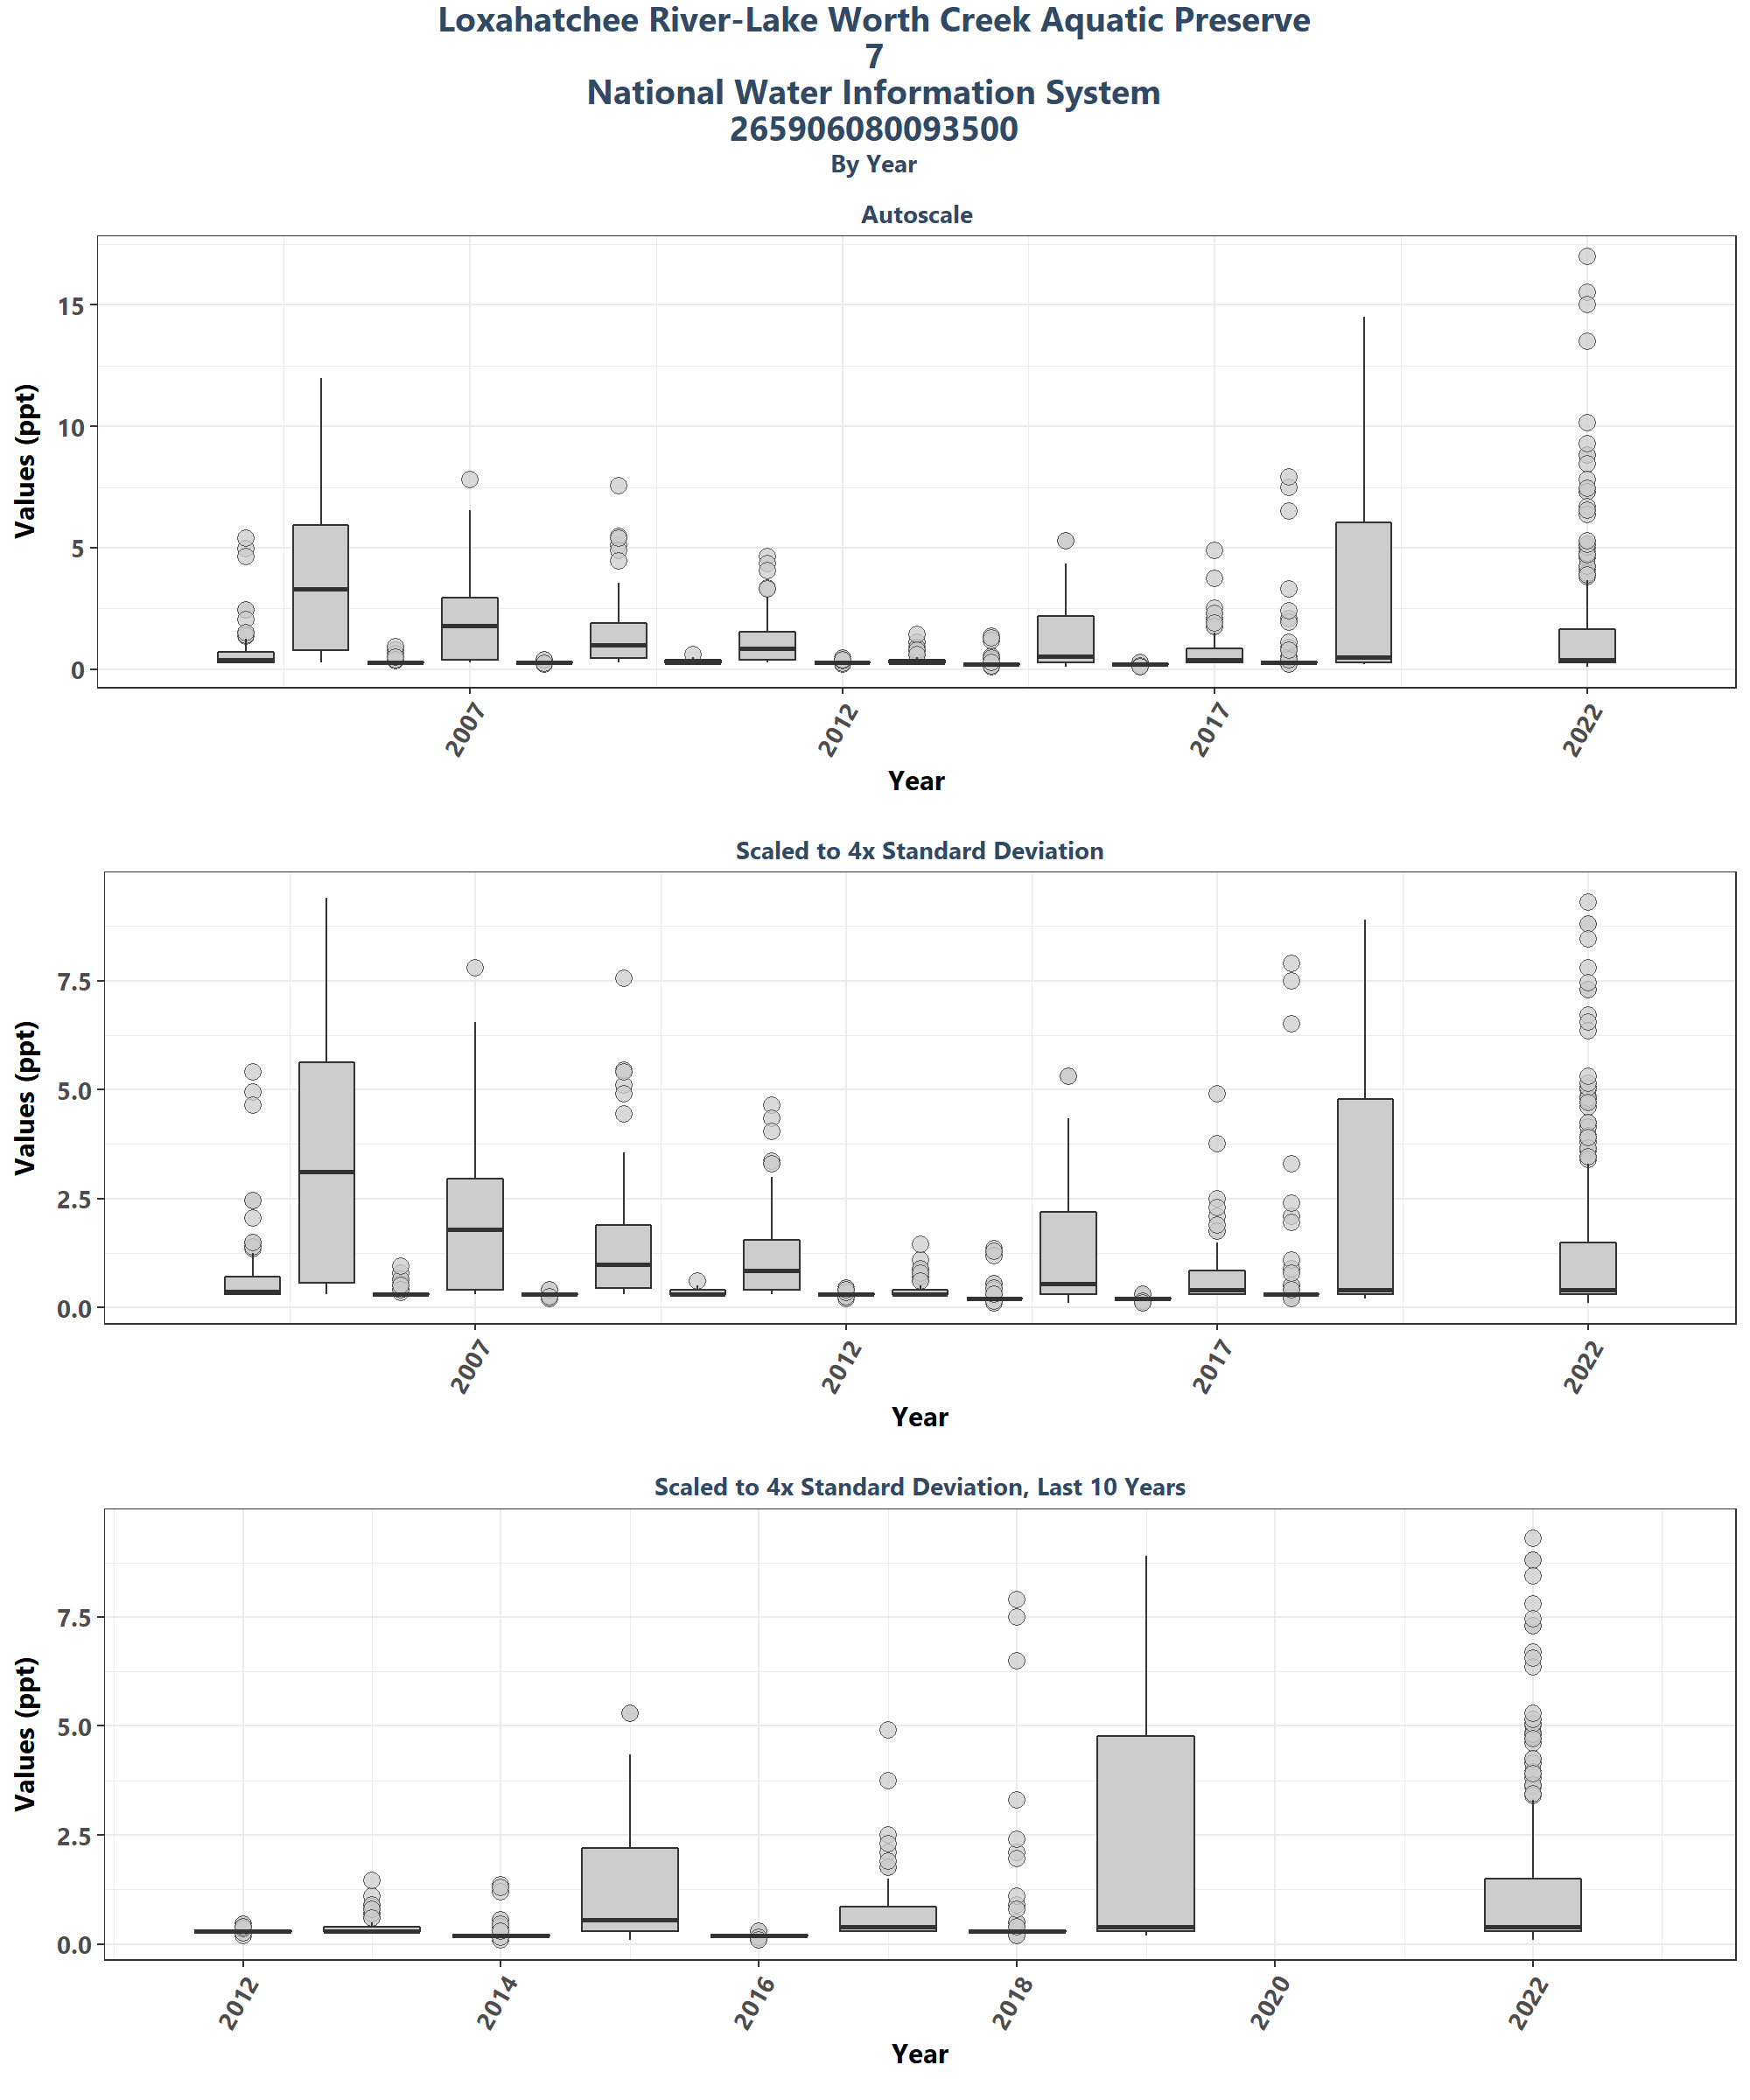 Loxahatchee River-Lake Worth Creek Aquatic Preserve
7
National Water Information System
265906080093500
By Year
Autoscale
Values (ppt)
15
10
5
0
2007
2012
2017
2022
Year
Scaled to 4x Standard Deviation
Values (ppt)
7.5
5.0
2.5
0.0
2007
2012
2017
2022
Year
Scaled to 4x Standard Deviation, Last 10 Years
Values (ppt)
7.5
5.0
2.5
0.0
2012
2014
2016
2018
2020
2022
Year